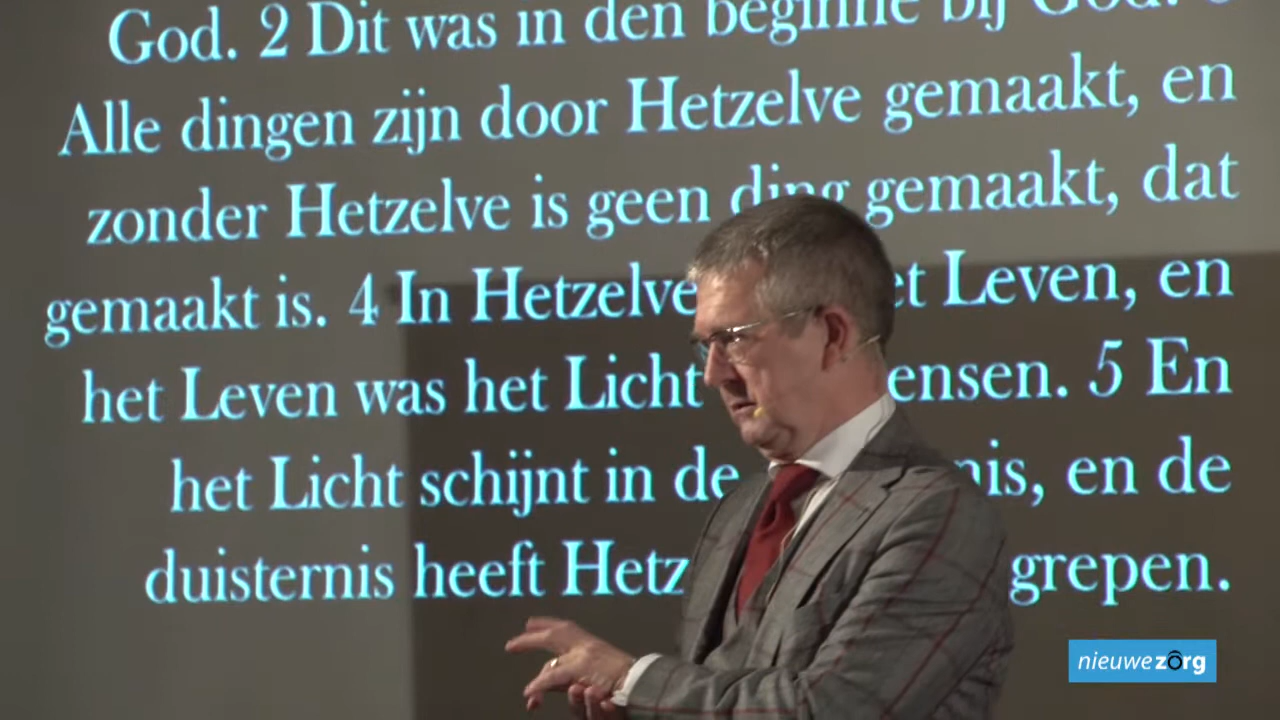 God. 2 Dit was in den beginne bij God.
Alle dingen zijn door Hetzelve gemaakt, en
zonder Hetzelve is geen ding gemaakt, dat
gemaakt is. 4 In Hetzelve et Leven, en
het Leven was het Licht ensen. 5 En
het Licht schijnt in de nis, en de
duisternis heeft Hetz grepen.
nieuwezorg